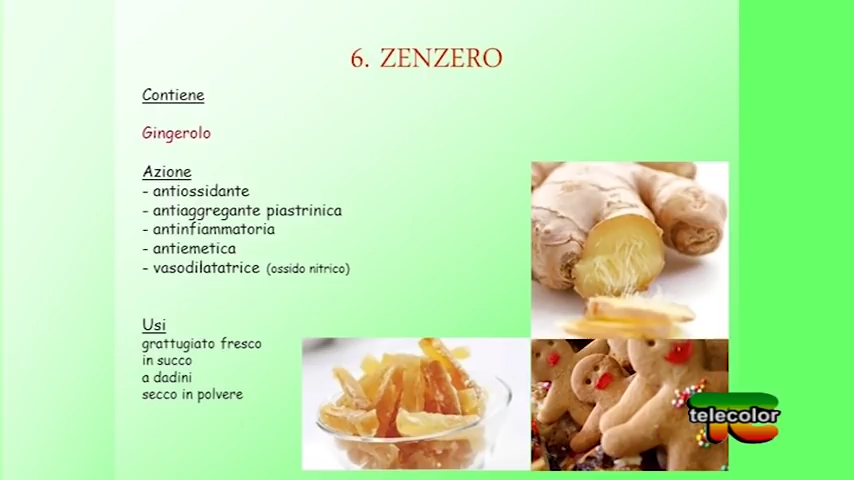 6. ZENZERO
Contiene
Gingerolo
Azione
- antiossidante
- antiaggregante piastrinica
- antinfiammatoria
- antiemetica
- vasodilatatrice (ossido nitrico)
Usi
grattugiato fresco
in succo
a dadini
secco in polvere
telecolor